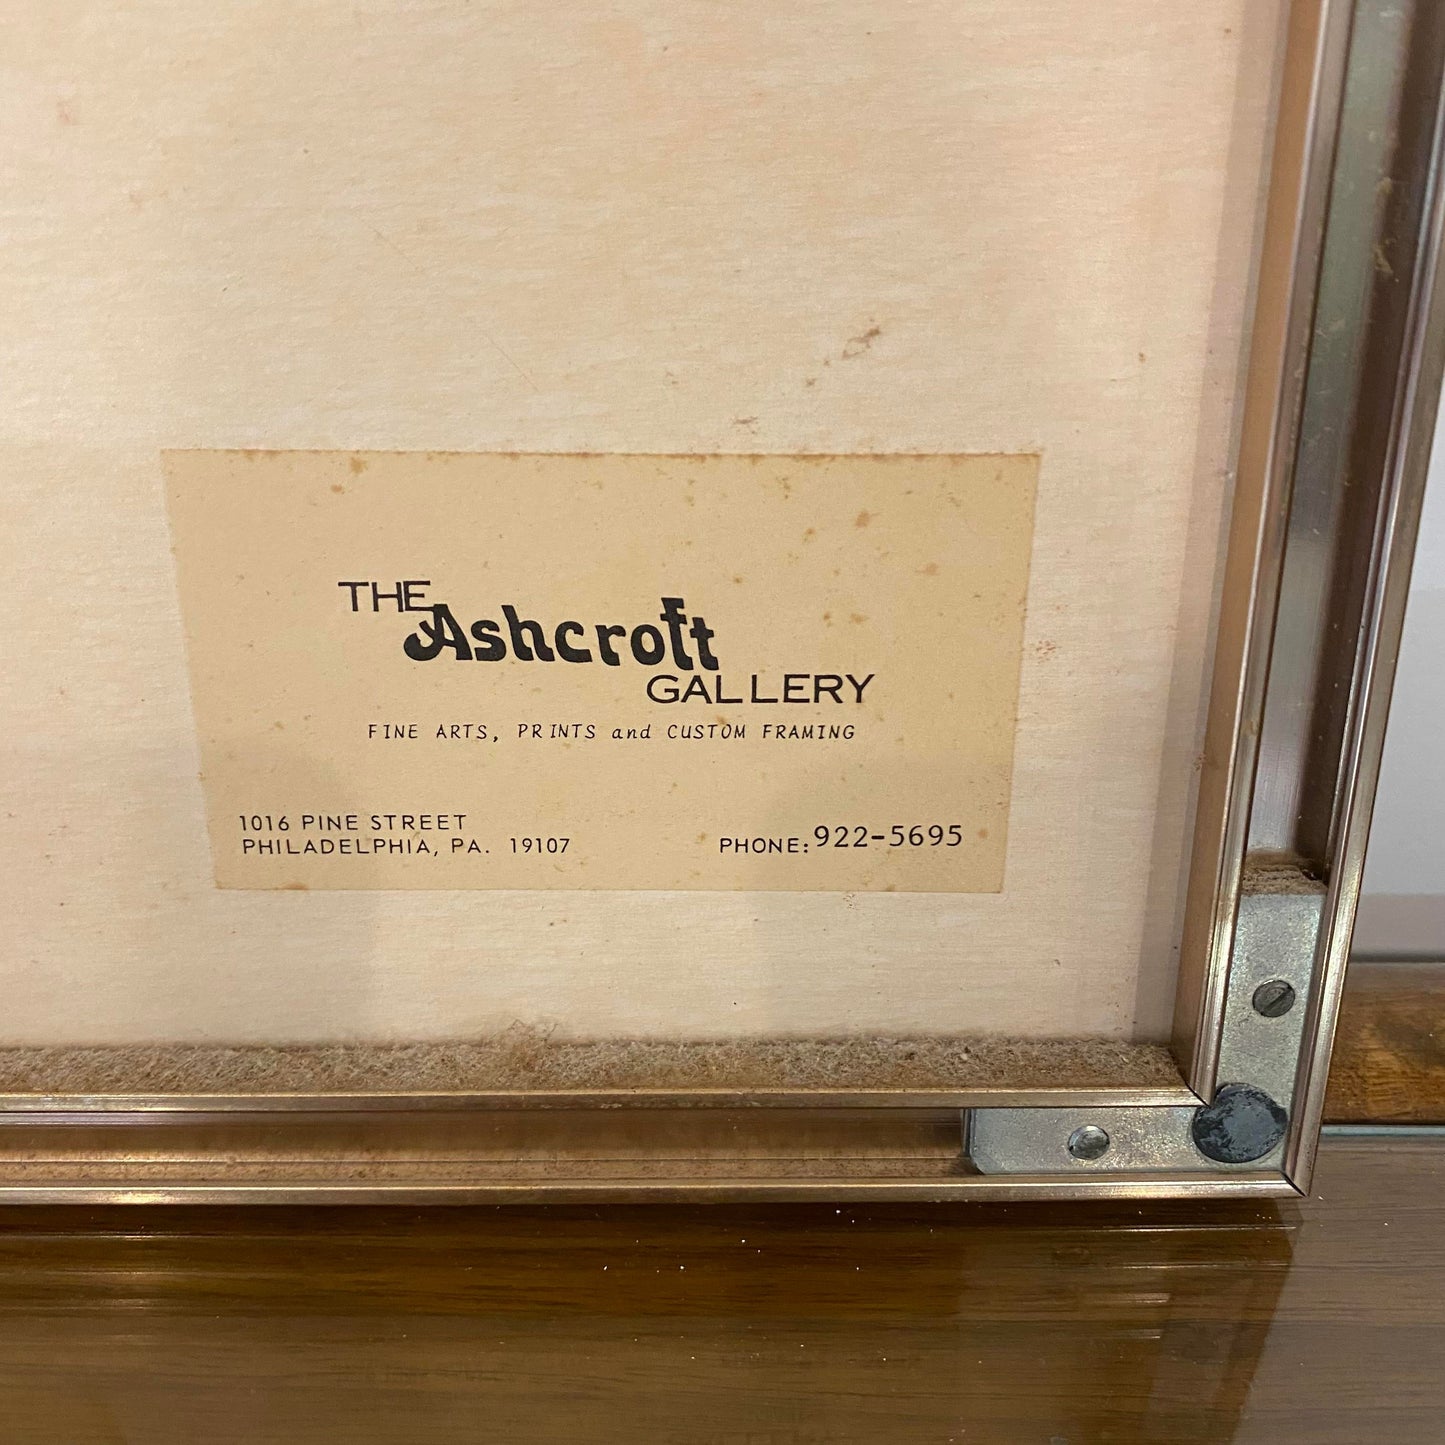 THE
Ashcroft
GALLERY
FINE ARTS, PRINTS and CUSTOM FRAMING
1016 PINE STREET
PHILADELPHIA, PA. 19107
PHONE: 922-5695